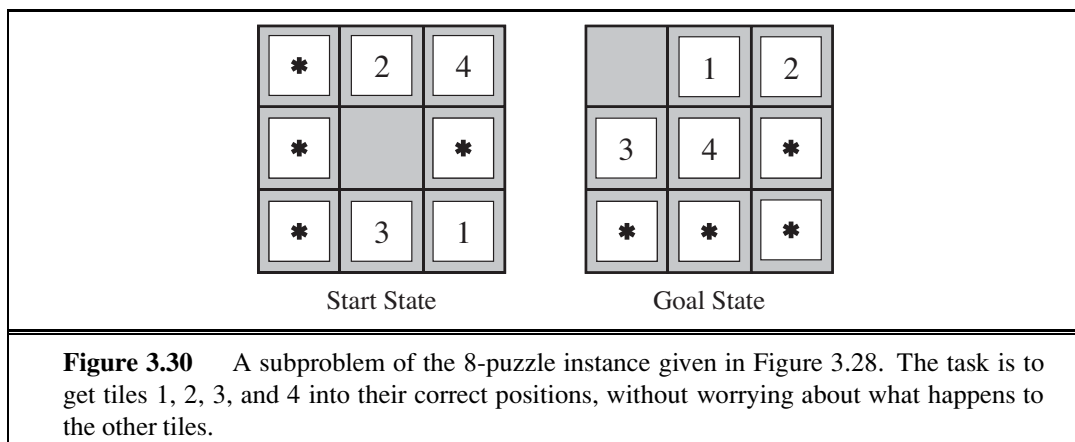 * 2 4
1 2
* *
3 4 *
* 3 1
* * *
Start State
Goal State
Figure 3.30 A subproblem of the 8-puzzle instance given in Figure 3.28. The task is to
get tiles 1, 2, 3, and 4 into their correct positions, without worrying about what happens to
the other tiles.